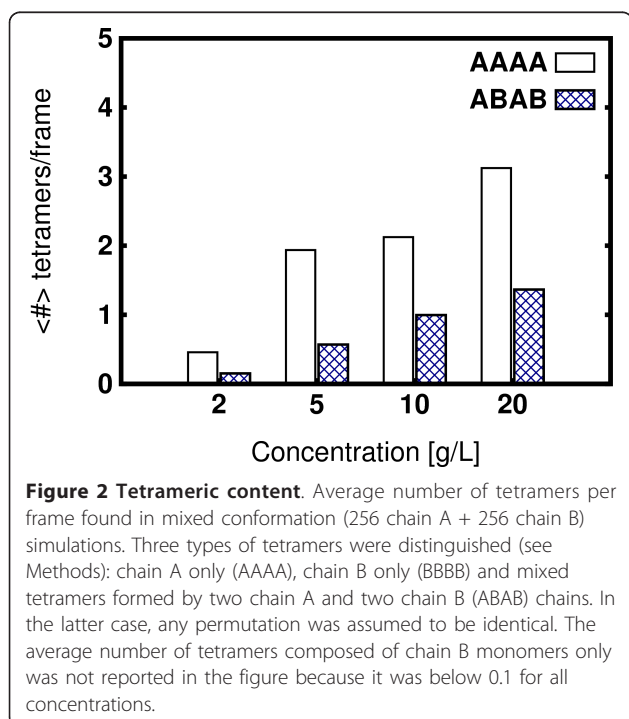 5
4
3
2
1
0
<#> tetramers/frame
AAAA
ABAB
2 5 10 20
Concentration [g/L]
Figure 2 Tetrameric content. Average number of tetramers per
frame found in mixed conformation (256 chain A + 256 chain B)
simulations. Three types of tetramers were distinguished (see
Methods): chain A only (AAAA), chain B only (BBBB) and mixed
tetramers formed by two chain A and two chain B (ABAB) chains. In
the latter case, any permutation was assumed to be identical. The
average number of tetramers composed of chain B monomers only
was not reported in the figure because it was below 0.1 for all
concentrations.